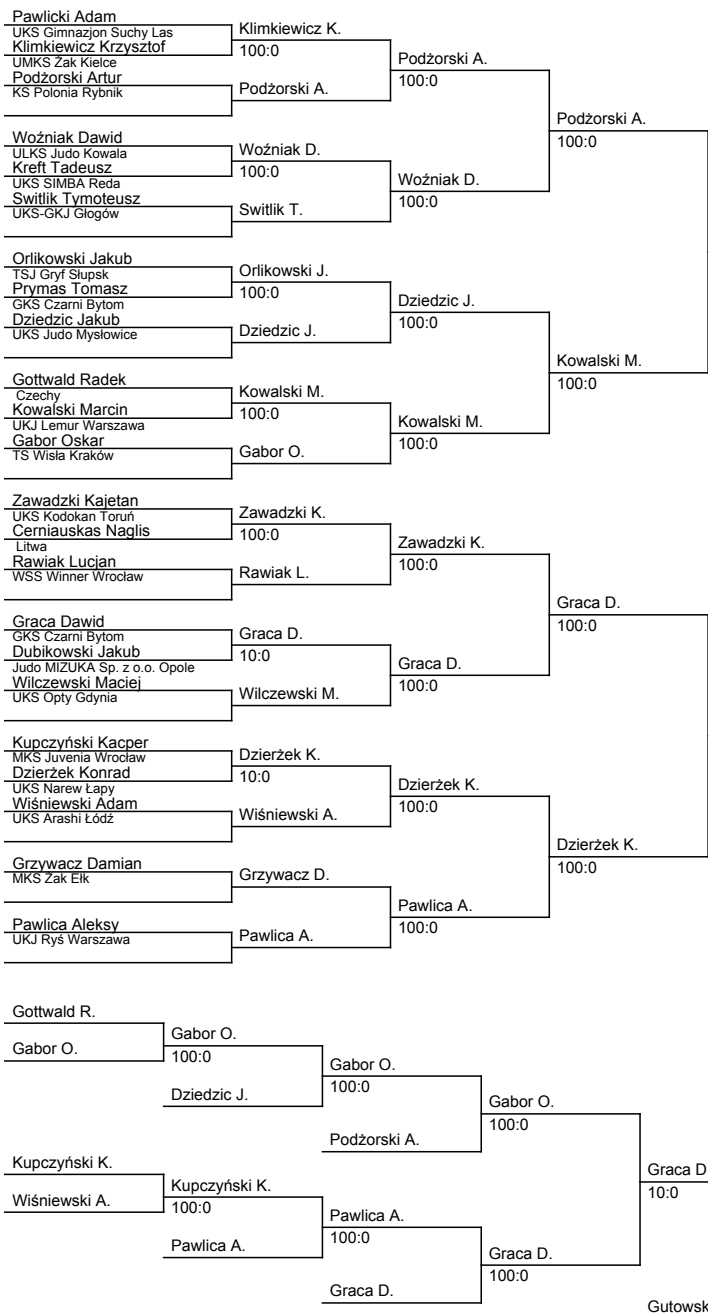 Pawlicki Adam
UKS Gimnazjon Suchy Las
Klimkiewicz Krzysztof
UMKS Żak Kielce
Podżorski Artur
KS Polonia Rybnik
Woźniak Dawid
ULKS Judo Kowala
Kreft Tadeusz
UKS SIMBA Reda
Switlik Tymoteusz
UKS-GKJ Głogów
Orlikowski Jakub
TSJ Gryf Słupsk
Prymas Tomasz
GKS Czarni Bytom
Dziedzic Jakub
UKS Judo Mysłowice
Gottwald Radek
Czechy
Kowalski Marcin
UKJ Lemur Warszawa
Gabor Oskar
TS Wisła Kraków
Zawadzki Kajetan
UKS Kodokan Toruń
Cerniauskas Naglis
Litwa
Rawiak Lucjan
WSS Winner Wrocław
Graca Dawid
GKS Czarni Bytom
Dubikowski Jakub
Judo MIZUKA Sp. z o.o. Opole
Wilczewski Maciej
UKS Opty Gdynia
Kupczyński Kacper
MKS Juvenia Wrocław
Dzierżek Konrad
UKS Narew Łapy
Wiśniewski Adam
UKS Arashi Łódź
Grzywacz Damian
MKS Żak Ełk
Pawlica Aleksy
UKJ Ryś Warszawa
Klimkiewicz K.
100:0
Podżorski A.
Woźniak D.
100:0
Switlik T.
Orlikowski J.
100:0
Dziedzic J.
Kowalski M.
100:0
Gabor O.
Zawadzki K.
100:0
Rawiak L.
Graca D.
10:0
Wilczewski M.
Dzierżek K.
10:0
Wiśniewski A.
Grzywacz D.
Pawlica A.
Podżorski A.
100:0
Woźniak D.
100:0
Dziedzic J.
100:0
Kowalski M.
100:0
Zawadzki K.
100:0
Graca D.
100:0
Dzierżek K.
100:0
Pawlica A.
100:0
Podżorski A.
100:0
Kowalski M.
100:0
Graca D.
100:0
Dzierżek K.
100:0
Gottwald R.
Gabor O.
Kupczyński K.
Wiśniewski A.
Gabor O.
100:0
Dziedzic J.
Kupczyński K.
100:0
Pawlica A.
Gabor O.
100:0
Podżorski A.
Pawlica A.
100:0
Graca D.
Gabor O.
100:0
Graca D.
100:0
Graca D
10:0
Gutowsk